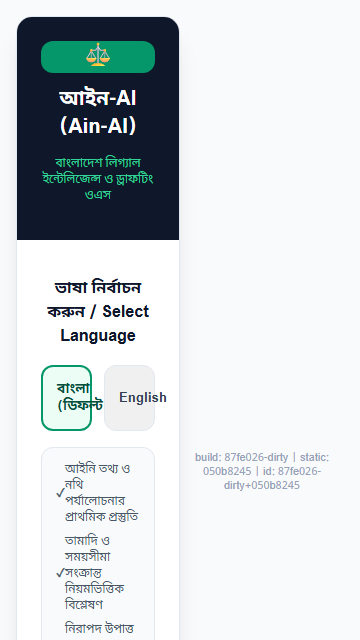 আইন-AI
(Ain-AI)
বাংলাদেশ লিগ্যাল
ইন্টেলিজেন্স ও ড্রাফটিং
ওএস
ভাষা নির্বাচন
করুন / Select
Language
বাংলা
(ডিফল্ট
English
✓
আইনি তথ্য ও
নথি
পর্যালোচনার
প্রাথমিক প্রস্তুতি
✓
তামাদি ও
সময়সীমা
সংক্রান্ত
নিয়মভিত্তিক
বিশ্লেষণ
নিরাপদ উপাত্ত
build: 87fe026-dirty | static:
050b8245 | id: 87fe026-
dirty+050b8245